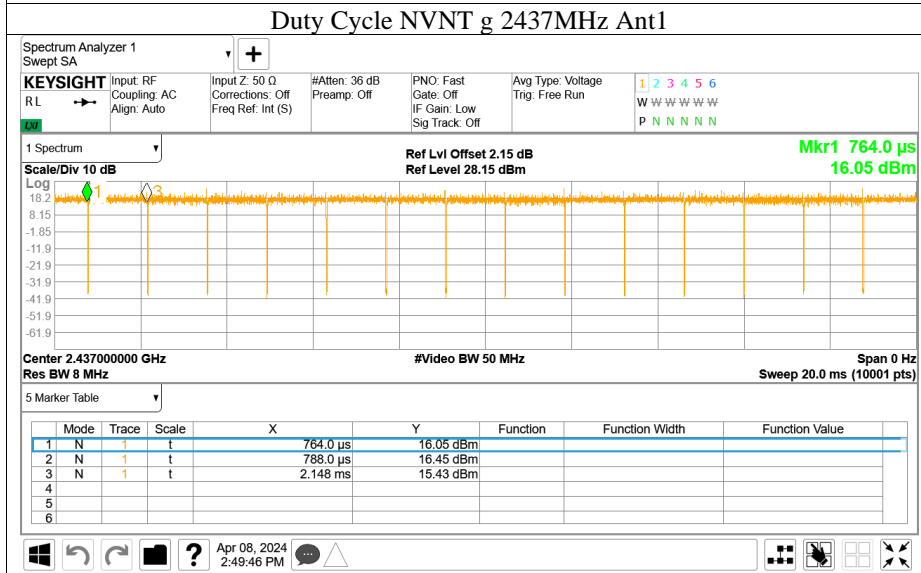 Duty Cycle NVNT g 2437MHz Ant1
Spectrum Analyzer 1
Swept SA
KEYSIGHT
RL
LXI
Input: RF
Coupling: AC
Align: Auto
Input Z: 50 Ω
Corrections: Off
Freq Ref: Int (S)
#Atten: 36 dB
Preamp: Off
PNO: Fast
Gate: Off
IF Gain: Low
Sig Track: Off
Avg Type: Voltage
Trig: Free Run
1 2 3 4 5 6
W W W W W W
P N N N N N
1 Spectrum
Scale/Div 10 dB
Ref Lvl Offset 2.15 dB
Ref Level 28.15 dBm
Mkr1 764.0 µs
16.05 dBm
Log
1
3
18.2
8.15
-1.85
-11.9
-21.9
-31.9
-41.9
-51.9
-61.9
Center 2.437000000 GHz
#Video BW 50 MHz
Span 0 Hz
Res BW 8 MHz
Sweep 20.0 ms (10001 pts)
5 Marker Table
Mode Trace Scale X Y Function Function Width Function Value
1 N 1 t 764.0 µs 16.05 dBm
2 N 1 t 788.0 µs 16.45 dBm
3 N 1 t 2.148 ms 15.43 dBm
4
5
6
?
Apr 08, 2024
2:49:46 PM